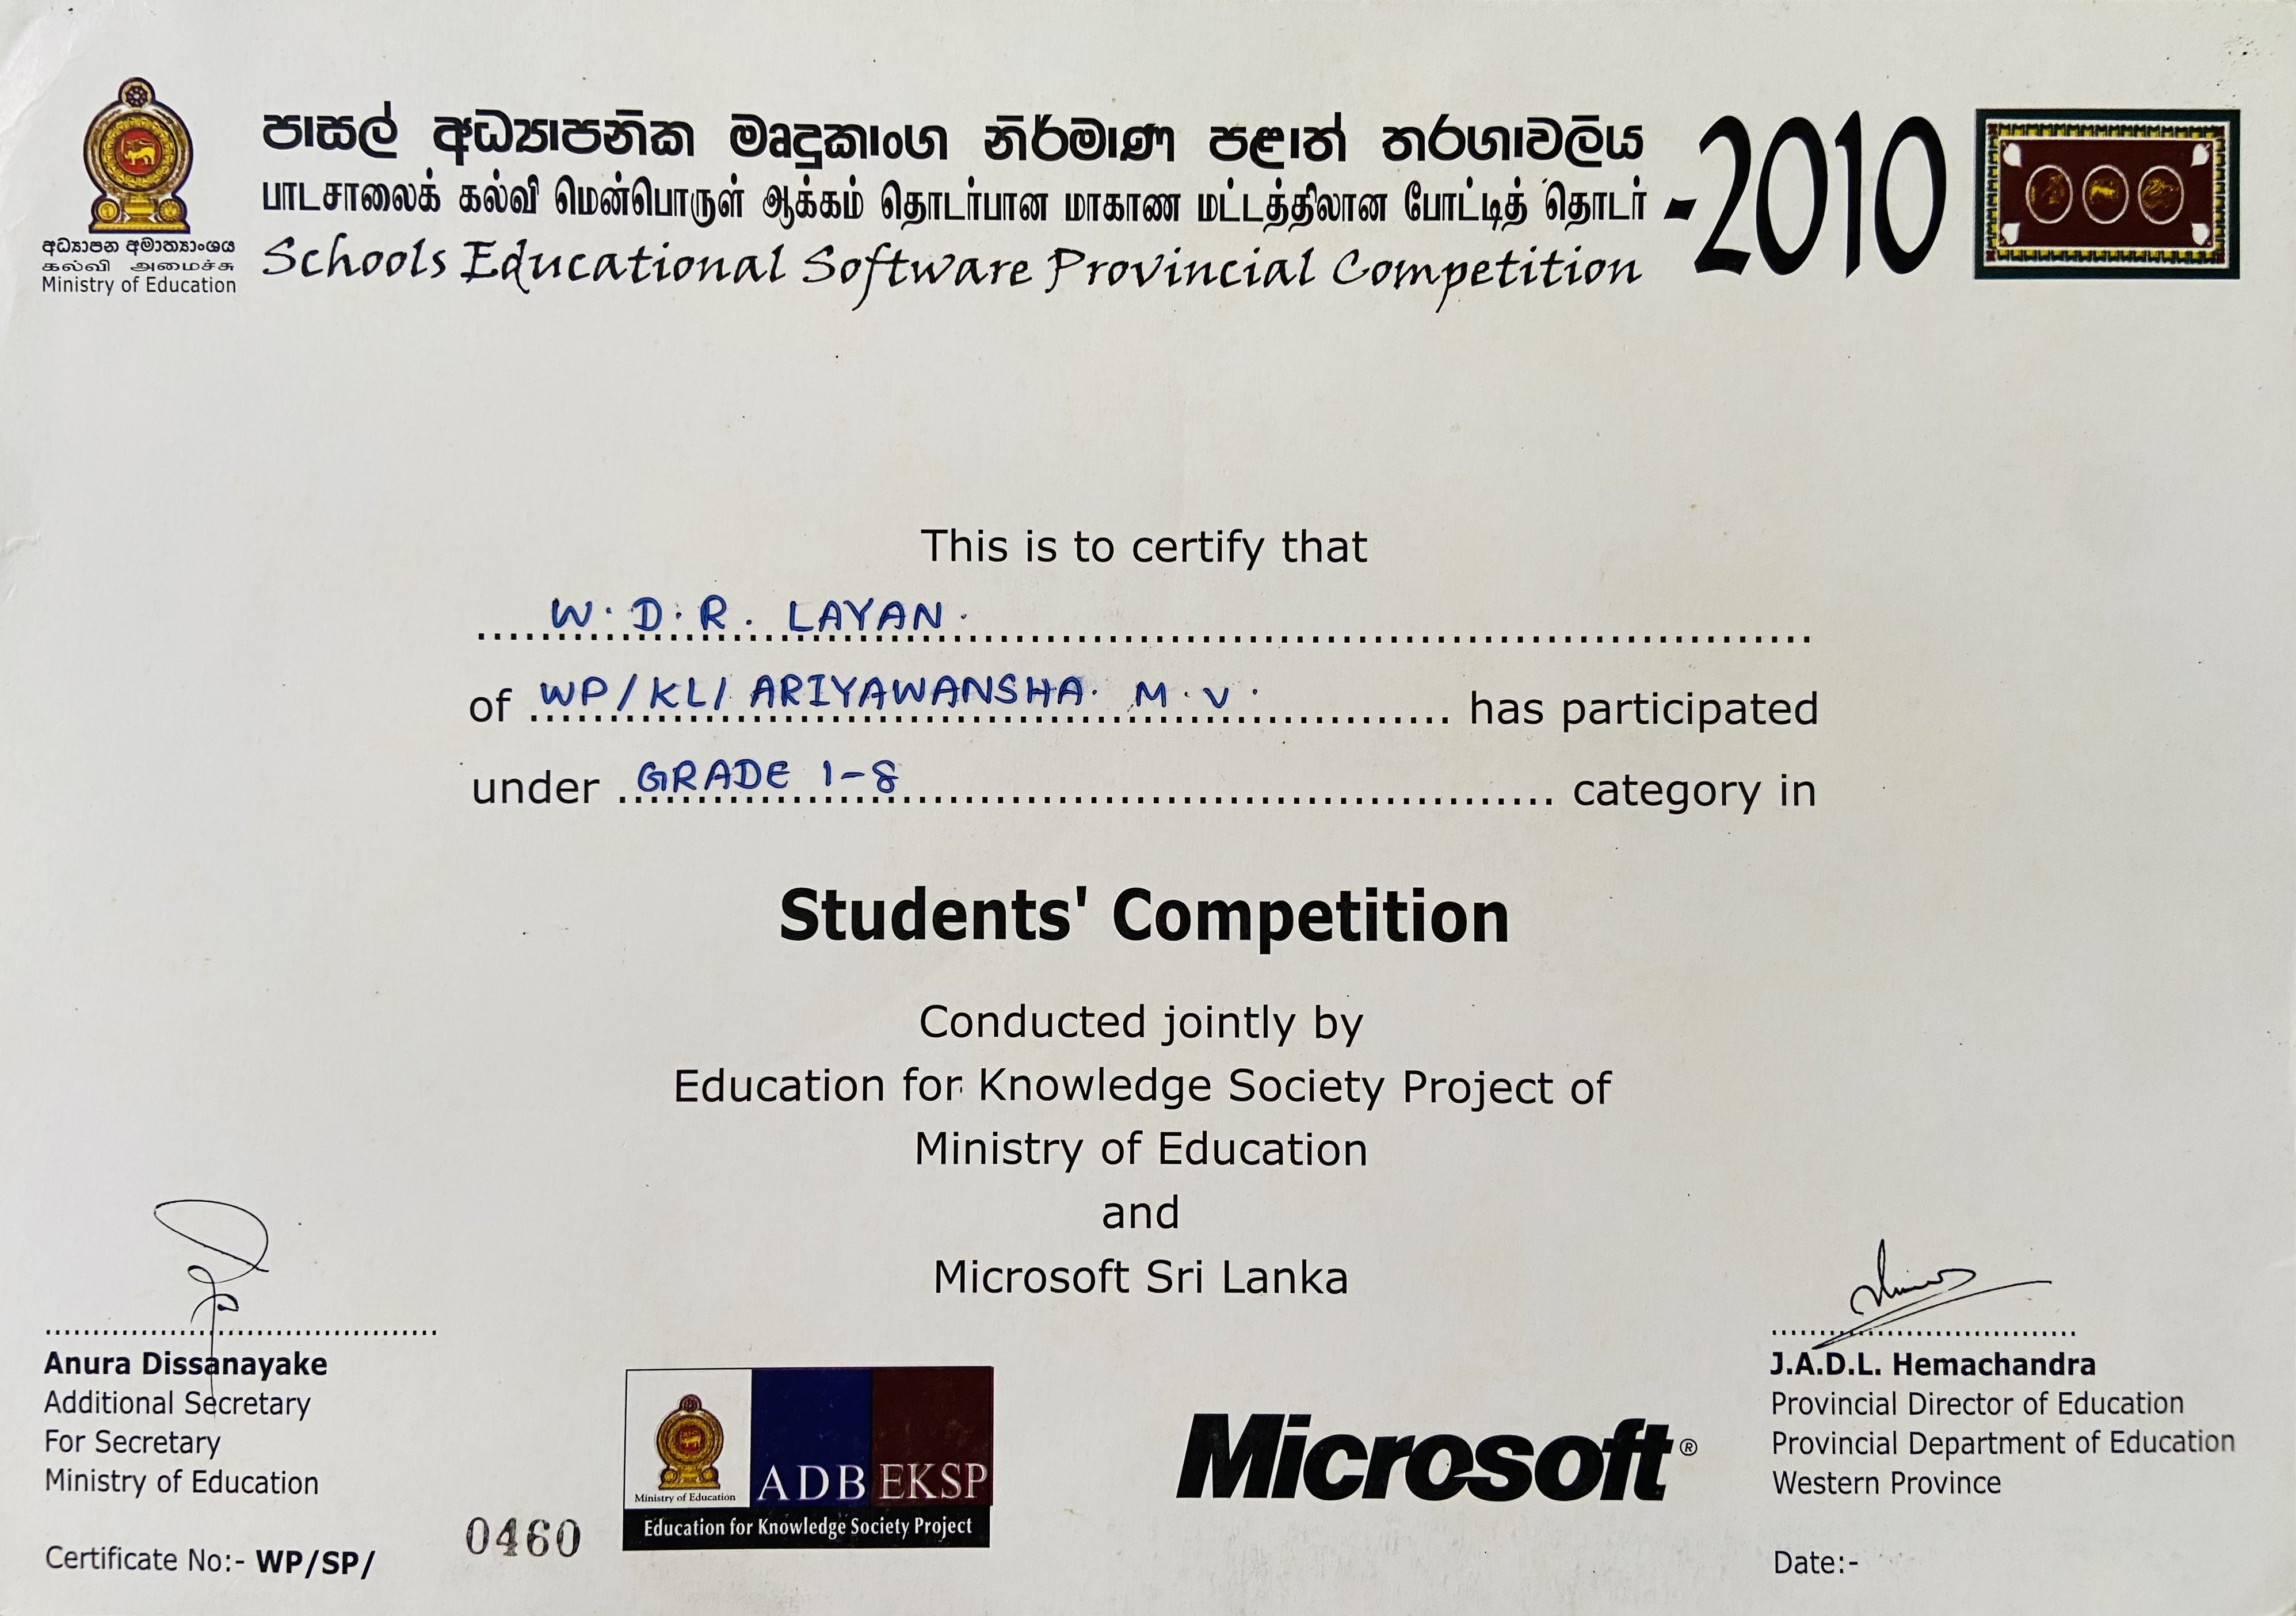 පාසල් අධ්‍යාපනික මෘදුකාංග නිර්මාණ පළාත් තරගාවලිය
பாடசாலைக் கல்வி மென்பொருள் ஆக்கம் தொடர்பான மாகாண மட்டத்திலான போட்டித் தொடர்
Schools Educational Software Provincial Competition
-2010
අධ්‍යාපන අමාත්‍යාංශය
கல்வி அமைச்சு
Ministry of Education
This is to certify that
W. D. R. LAYAN.
of WP/KL/ ARIYAWANSHA. M. V. has participated
under GRADE 1-8 category in
Students' Competition
Conducted jointly by
Education for Knowledge Society Project of
Ministry of Education
and
Microsoft Sri Lanka
Anura Dissanayake
Additional Secretary
For Secretary
Ministry of Education
Certificate No:- WP/SP/ 0460
Ministry of Education
ADB EKSP
Education for Knowledge Society Project
Microsoft®
J.A.D.L. Hemachandra
Provincial Director of Education
Provincial Department of Education
Western Province
Date:-